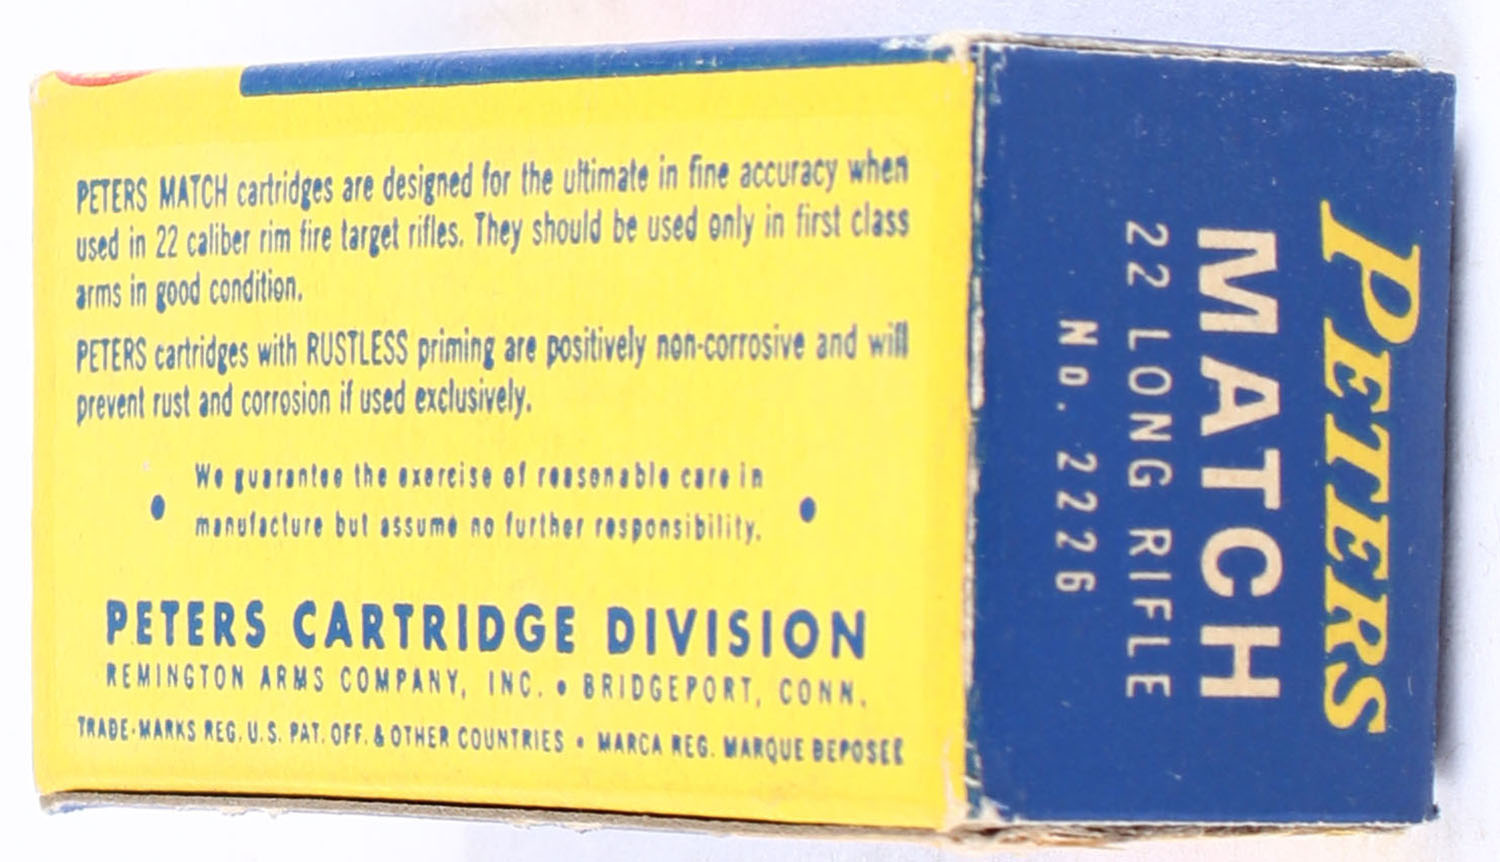 PETERS MATCH cartridges are designed for the ultimate in fine accuracy when
used in 22 caliber rim fire target rifles. They should be used only in first class
arms in good condition.
PETERS cartridges with RUSTLESS priming are positively non-corrosive and will
prevent rust and corrosion if used exclusively.
• We guarantee the exercise of reasonable care in •
manufacture but assume no further responsibility.
PETERS CARTRIDGE DIVISION
REMINGTON ARMS COMPANY, INC. • BRIDGEPORT, CONN.
TRADE-MARKS REG. U.S. PAT. OFF. & OTHER COUNTRIES • MARCA REG. MARQUE DEPOSEE
PETERS
MATCH
22 LONG RIFLE
No. 2226